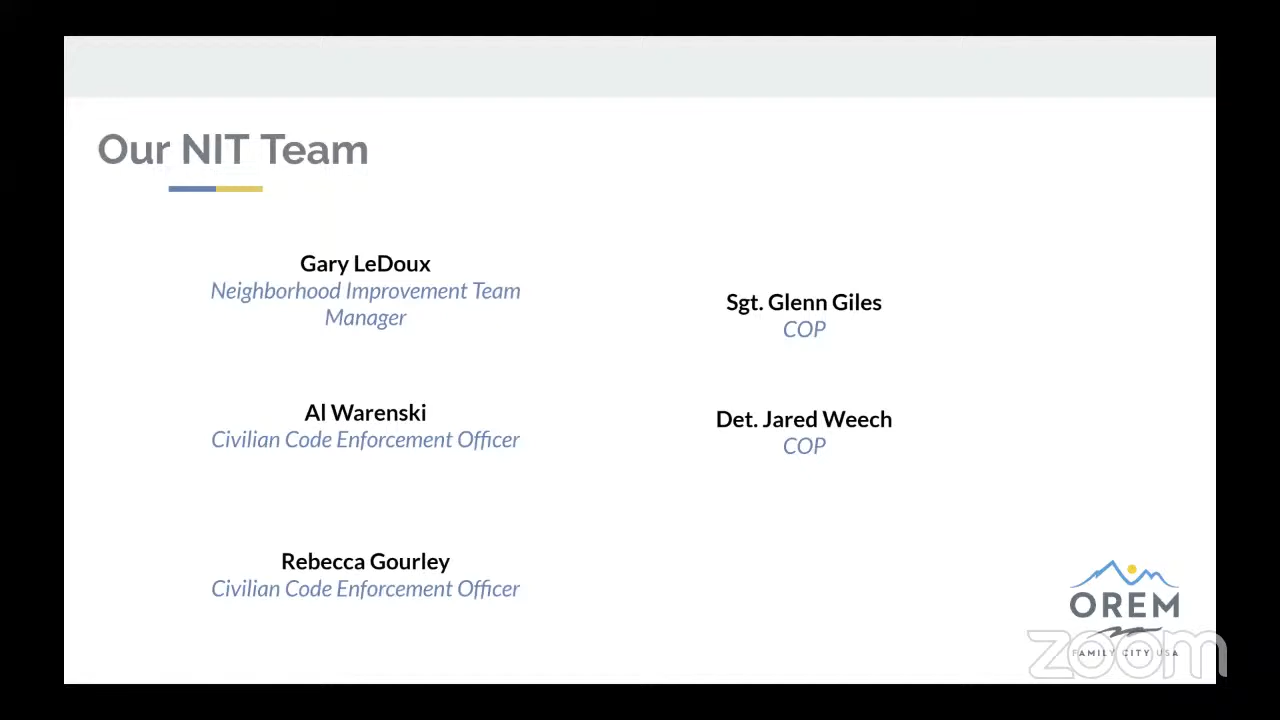 Our NIT Team
Gary LeDoux
Neighborhood Improvement Team
Manager
Al Warenski
Civilian Code Enforcement Officer
Rebecca Gourley
Civilian Code Enforcement Officer
Sgt. Glenn Giles
COP
Det. Jared Weech
COP
OREM
FAMILY CITY USA
zoom